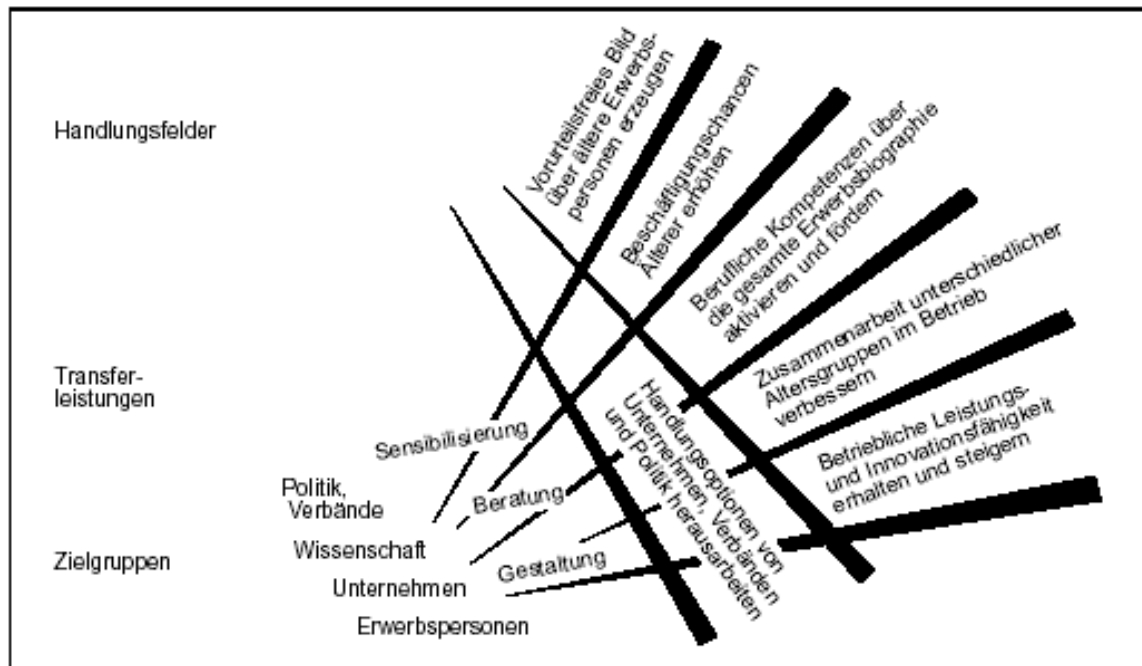 Handlungsfelder
Vorurteilsfreies Bild
über ältere Erwerbs-
personen erzeugen
Beschäftigungschancen
Älterer erhöhen
Berufliche Kompetenzen über
die gesamte Erwerbsbiographie
aktivieren und fördern
Zusammenarbeit unterschiedlicher
Altersgruppen im Betrieb
verbessern
Betriebliche Leistungs-
und Innovationsfähigkeit
erhalten und steigern
Handlungsoptionen von
Unternehmen, Verbänden
und Politik herausarbeiten
Transfer-
leistungen
Sensibilisierung
Beratung
Gestaltung
Zielgruppen
Politik,
Verbände
Wissenschaft
Unternehmen
Erwerbspersonen